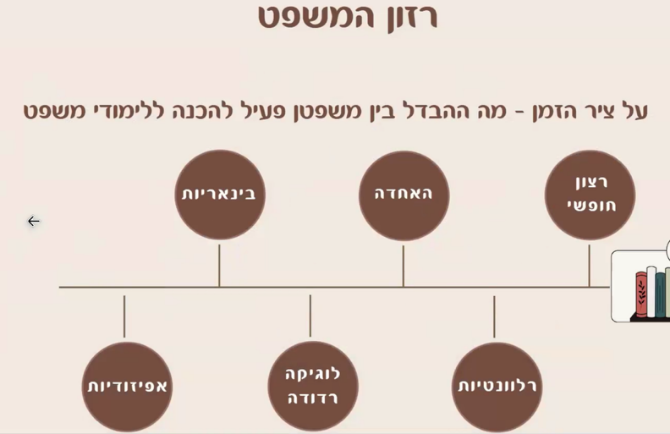 רזון המשפט
על ציר הזמן - מה ההבדל בין משפטן פעיל להכנה ללימודי משפט
רצון
חופשי
האחדה
בינאריות
רלוונטיות
לוגיקה
רדודה
אפיזודיות